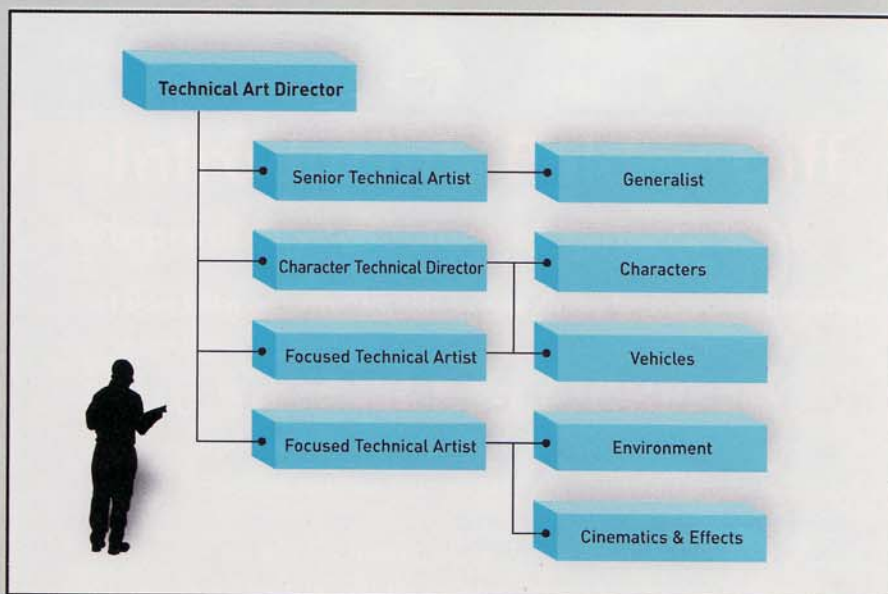 Technical Art Director
Senior Technical Artist
Generalist
Character Technical Director
Characters
Focused Technical Artist
Vehicles
Focused Technical Artist
Environment
Cinematics & Effects